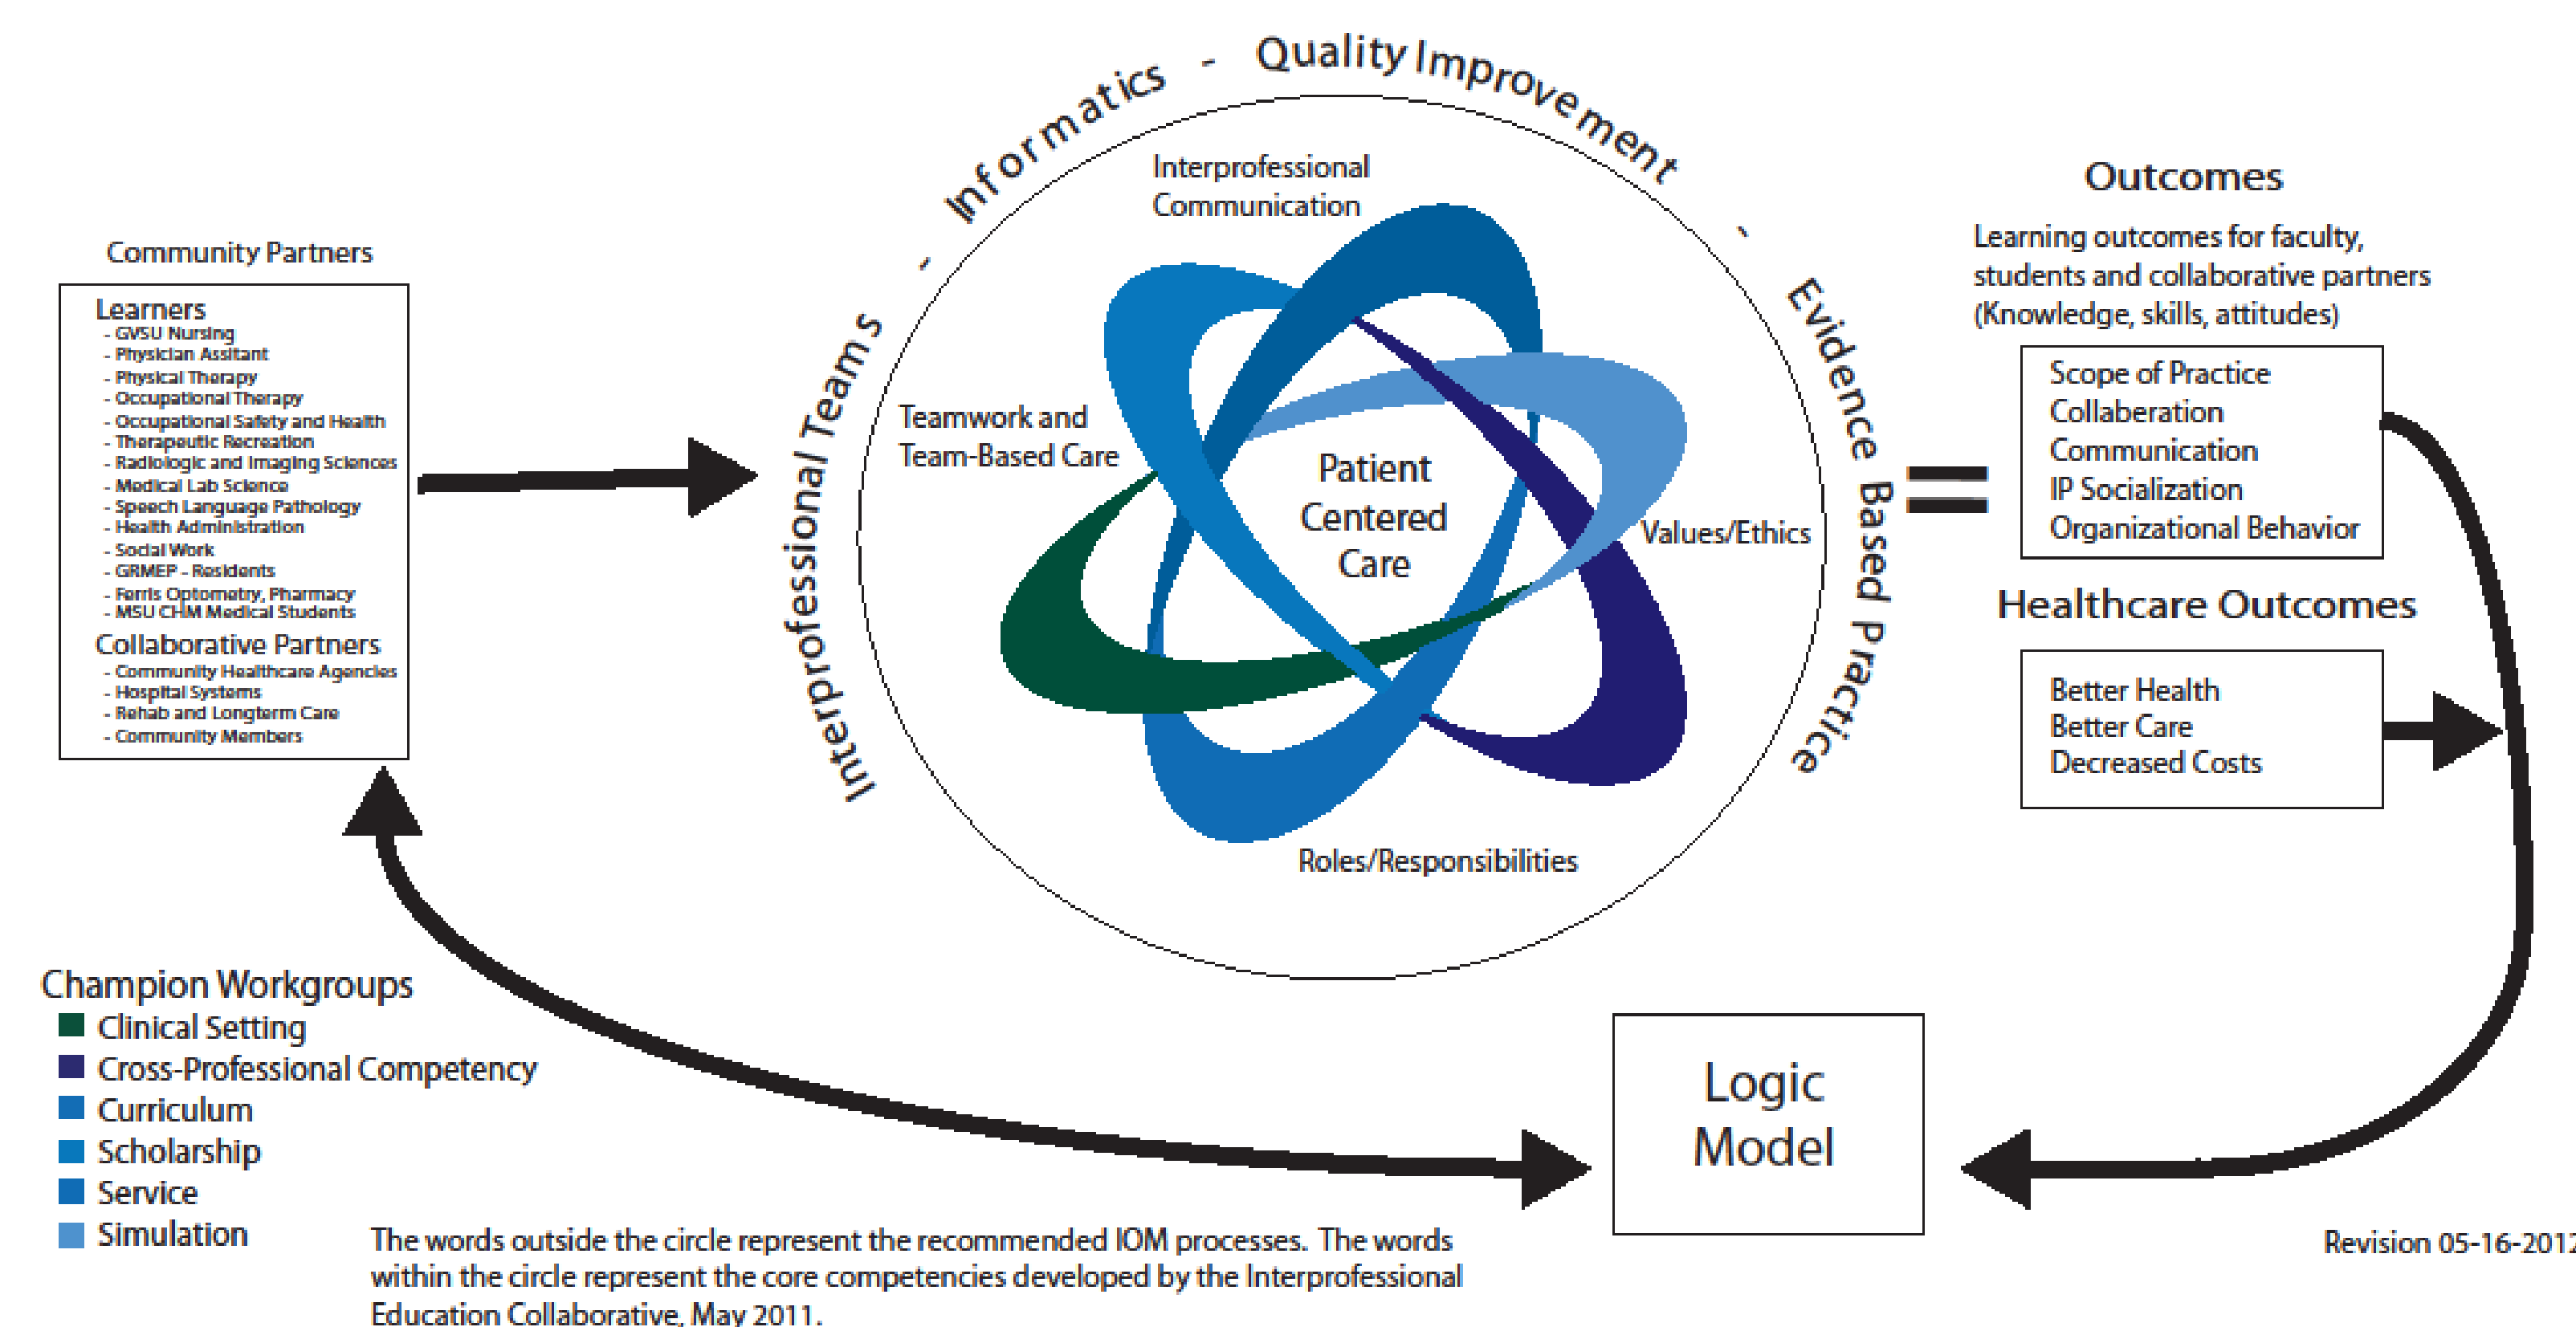 Interprofessional Teams - Informatics - Quality Improvement - Evidence Based Practice
Community Partners
Learners
- GVSU Nursing
- Physician Assitant
- Physical Therapy
- Occupational Therapy
- Occupational Safety and Health
- Therapeutic Recreation
- Radiologic and Imaging Sciences
- Medical Lab Science
- Speech Language Pathology
- Health Administration
- Social Work
- GRMEP - Residents
- Ferris Optometry, Pharmacy
- MSU CHM Medical Students
Collaborative Partners
- Community Healthcare Agencies
- Hospital Systems
- Rehab and Longterm Care
- Community Members
Interprofessional
Communication
Teamwork and
Team-Based Care
Patient
Centered
Care
Values/Ethics
Roles/Responsibilities
=
Outcomes
Learning outcomes for faculty,
students and collaborative partners
(Knowledge, skills, attitudes)
Scope of Practice
Collaberation
Communication
IP Socialization
Organizational Behavior
Healthcare Outcomes
Better Health
Better Care
Decreased Costs
Champion Workgroups
Clinical Setting
Cross-Professional Competency
Curriculum
Scholarship
Service
Simulation
Logic
Model
The words outside the circle represent the recommended IOM processes. The words
within the circle represent the core competencies developed by the Interprofessional
Education Collaborative, May 2011.
Revision 05-16-2012